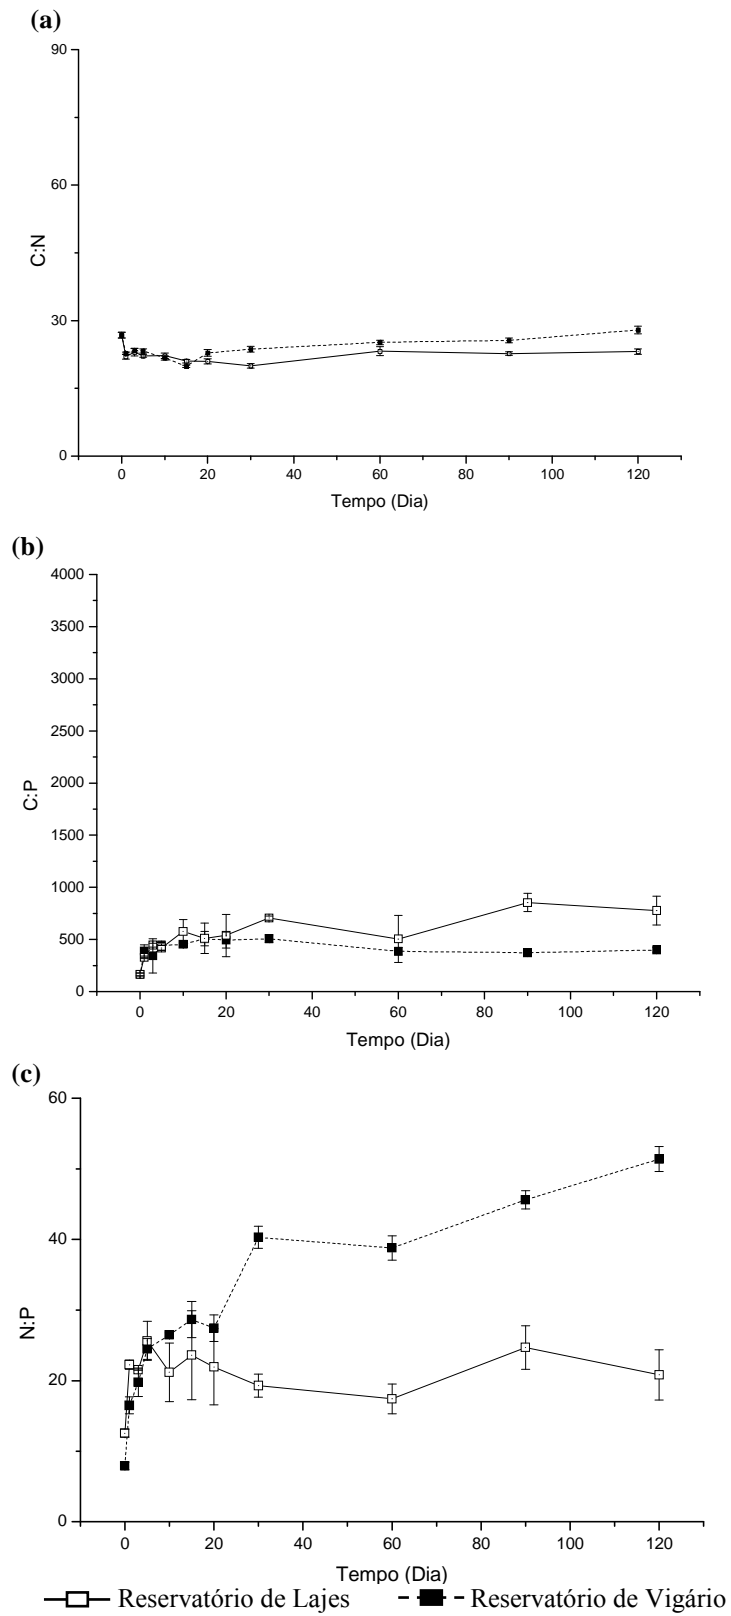 (a)
90
60
30
0
C:N
0 20 40 60 80 100 120
Tempo (Dia)
(b)
4000
3500
3000
2500
2000
1500
1000
500
0
C:P
0 20 40 60 80 100 120
Tempo (Dia)
(c)
60
40
20
0
N:P
0 20 40 60 80 100 120
Tempo (Dia)
Reservatório de Lajes Reservatório de Vigário